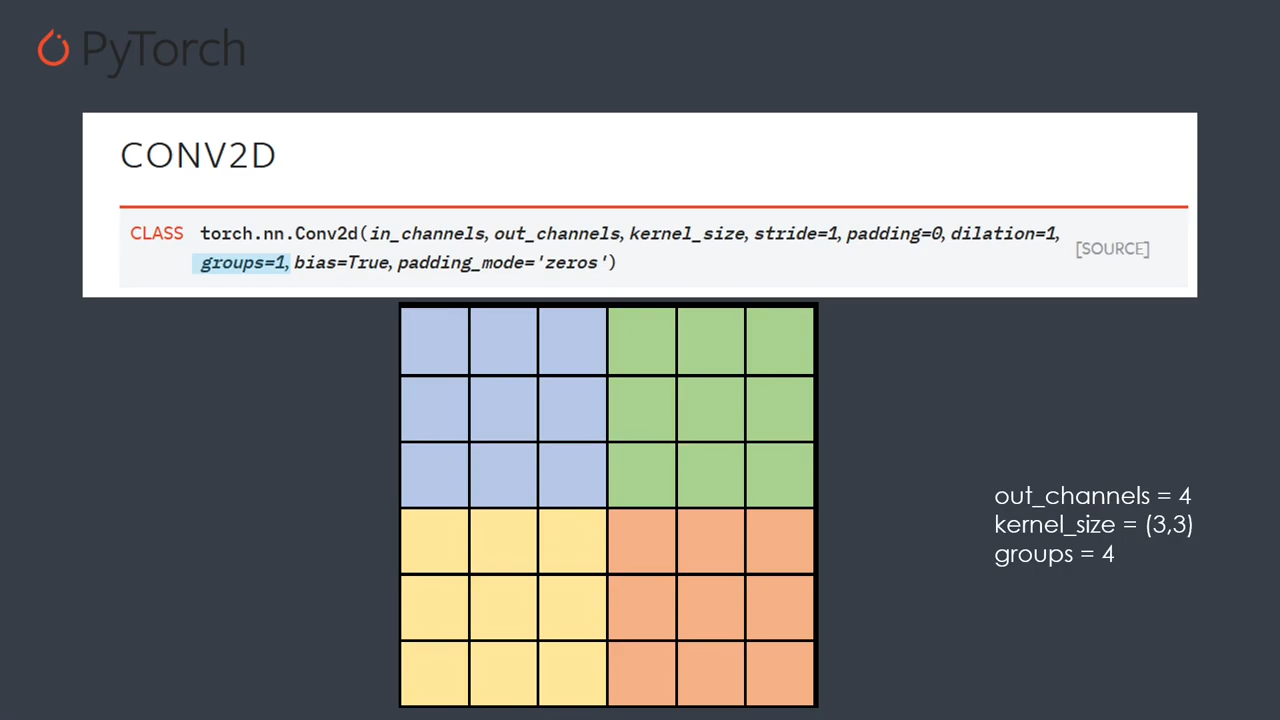 PyTorch
CONV2D
CLASS torch.nn.Conv2d(in_channels, out_channels, kernel_size, stride=1, padding=0, dilation=1,
groups=1, bias=True, padding_mode='zeros')
[SOURCE]
out_channels = 4
kernel_size = (3,3)
groups = 4